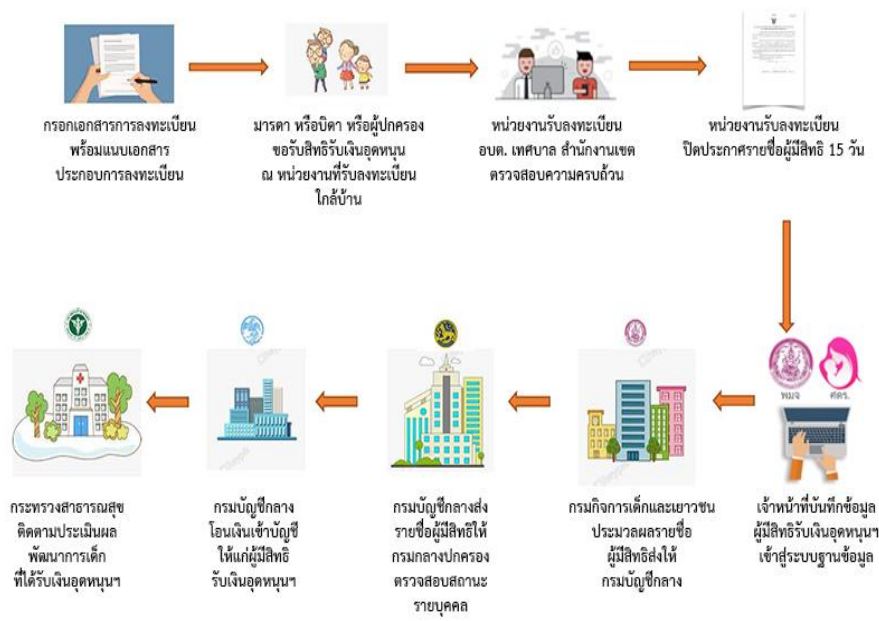 กรอกเอกสารการลงทะเบียน
พร้อมแนบเอกสาร
ประกอบการลงทะเบียน
มารดา หรือบิดา หรือผู้ปกครอง
ขอรับสิทธิรับเงินอุดหนุน
ณ หน่วยงานที่รับลงทะเบียน
ใกล้บ้าน
หน่วยงานรับลงทะเบียน
อบต. เทศบาล สำนักงานเขต
ตรวจสอบความครบถ้วน
หน่วยงานรับลงทะเบียน
ปิดประกาศรายชื่อผู้มีสิทธิ 15 วัน
พมจ
ศดร.
เจ้าหน้าที่บันทึกข้อมูล
ผู้มีสิทธิรับเงินอุดหนุนฯ
เข้าสู่ระบบฐานข้อมูล
กรมกิจการเด็กและเยาวชน
ประมวลผลรายชื่อ
ผู้มีสิทธิส่งให้
กรมบัญชีกลาง
กรมบัญชีกลางส่ง
รายชื่อผู้มีสิทธิให้
กรมกลางปกครอง
ตรวจสอบสถานะ
รายบุคคล
กรมบัญชีกลาง
โอนเงินเข้าบัญชี
ให้แก่ผู้มีสิทธิ
รับเงินอุดหนุนฯ
กระทรวงสาธารณสุข
ติดตามประเมินผล
พัฒนาการเด็ก
ที่ได้รับเงินอุดหนุนฯ